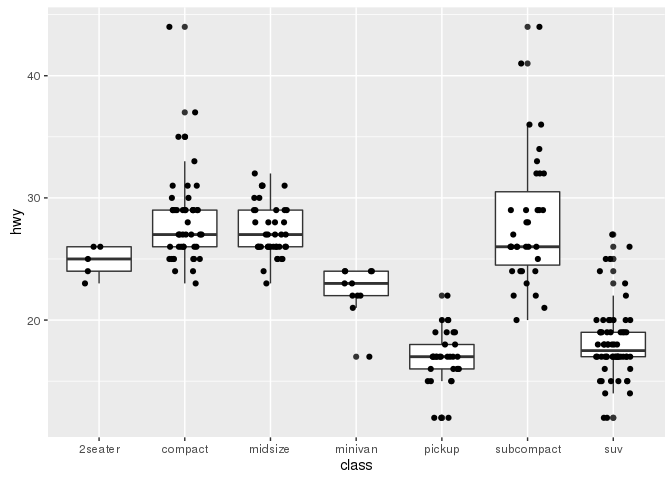 40
30
20
hwy
2seater compact midsize minivan pickup subcompact suv
class